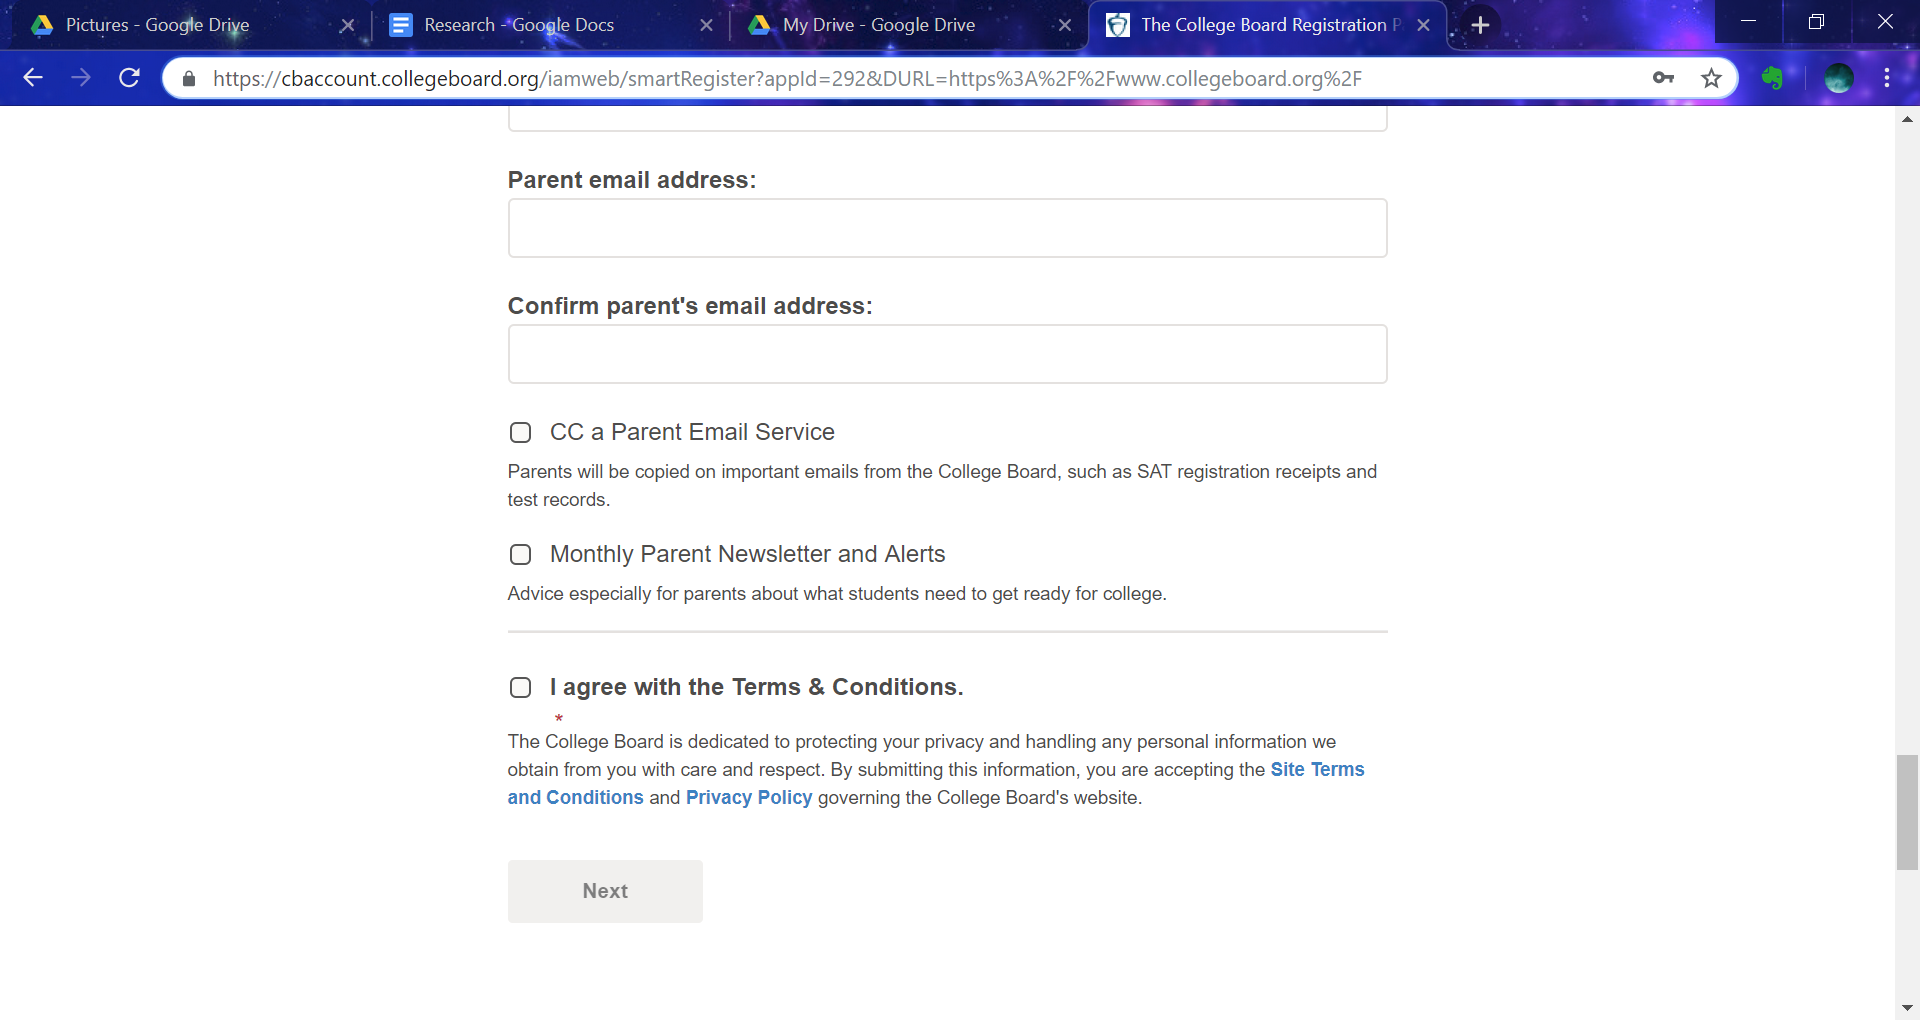 Pictures - Google Drive
Research - Google Docs
My Drive - Google Drive
The College Board Registration
https://cbaccount.collegeboard.org/iamweb/smartRegister?appId=292&DURL=https%3A%2F%2Fwww.collegeboard.org%2F
Parent email address:
Confirm parent's email address:
CC a Parent Email Service
Parents will be copied on important emails from the College Board, such as SAT registration receipts and
test records.
Monthly Parent Newsletter and Alerts
Advice especially for parents about what students need to get ready for college.
I agree with the Terms & Conditions.
*
The College Board is dedicated to protecting your privacy and handling any personal information we
obtain from you with care and respect. By submitting this information, you are accepting the Site Terms
and Conditions and Privacy Policy governing the College Board's website.
Next